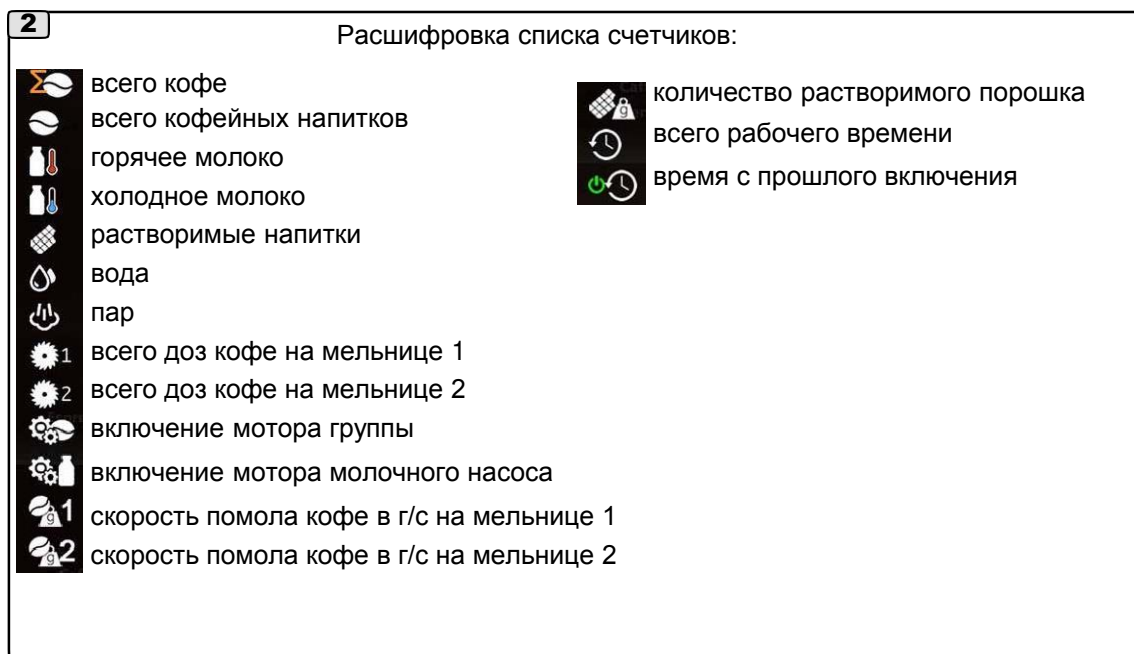 2
Расшифровка списка счетчиков:
всего кофе
всего кофейных напитков
горячее молоко
холодное молоко
растворимые напитки
вода
пар
1 всего доз кофе на мельнице 1
2 всего доз кофе на мельнице 2
включение мотора группы
включение мотора молочного насоса
g 1 скорость помола кофе в г/с на мельнице 1
g 2 скорость помола кофе в г/с на мельнице 2
g количество растворимого порошка
всего рабочего времени
время с прошлого включения